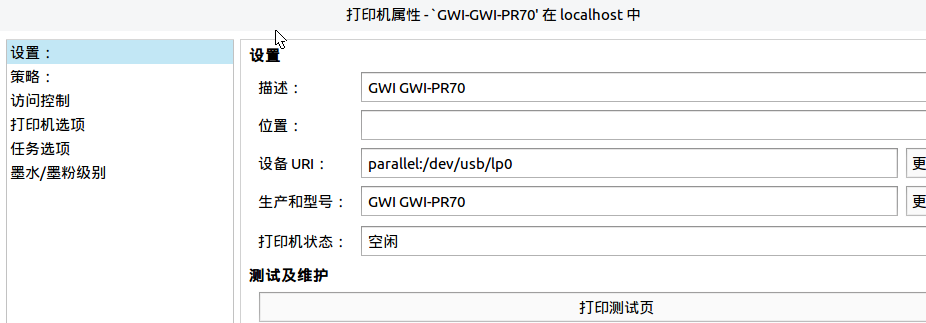 打印机属性 - `GWI-GWI-PR70' 在 localhost 中
设置：
策略：
访问控制
打印机选项
任务选项
墨水/墨粉级别
设置
描述： GWI GWI-PR70
位置：
设备 URI： parallel:/dev/usb/lp0 更
生产和型号： GWI GWI-PR70 更
打印机状态： 空闲
测试及维护
打印测试页